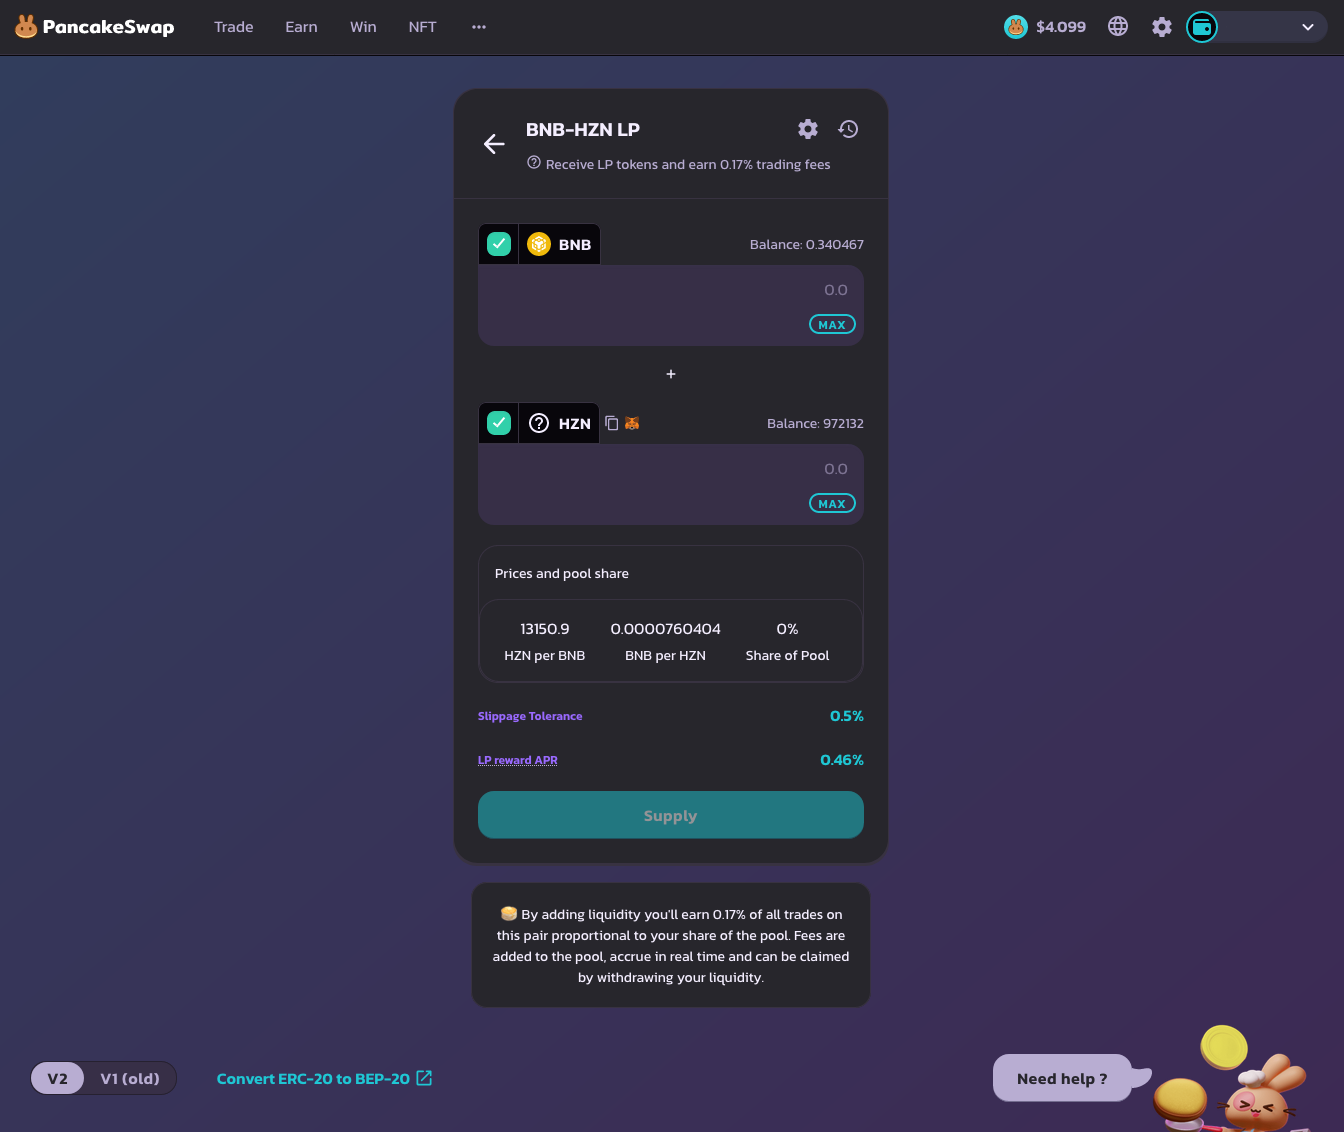 PancakeSwap
Trade
Earn
Win
NFT
$4.099
BNB-HZN LP
Receive LP tokens and earn 0.17% trading fees
BNB
Balance: 0.340467
0.0
MAX
+
HZN
Balance: 972132
0.0
MAX
Prices and pool share
13150.9 0.0000760404 0%
HZN per BNB BNB per HZN Share of Pool
Slippage Tolerance 0.5%
LP reward APR 0.46%
Supply
By adding liquidity you'll earn 0.17% of all trades on
this pair proportional to your share of the pool. Fees are
added to the pool, accrue in real time and can be claimed
by withdrawing your liquidity.
V2 V1 (old)
Convert ERC-20 to BEP-20
Need help ?